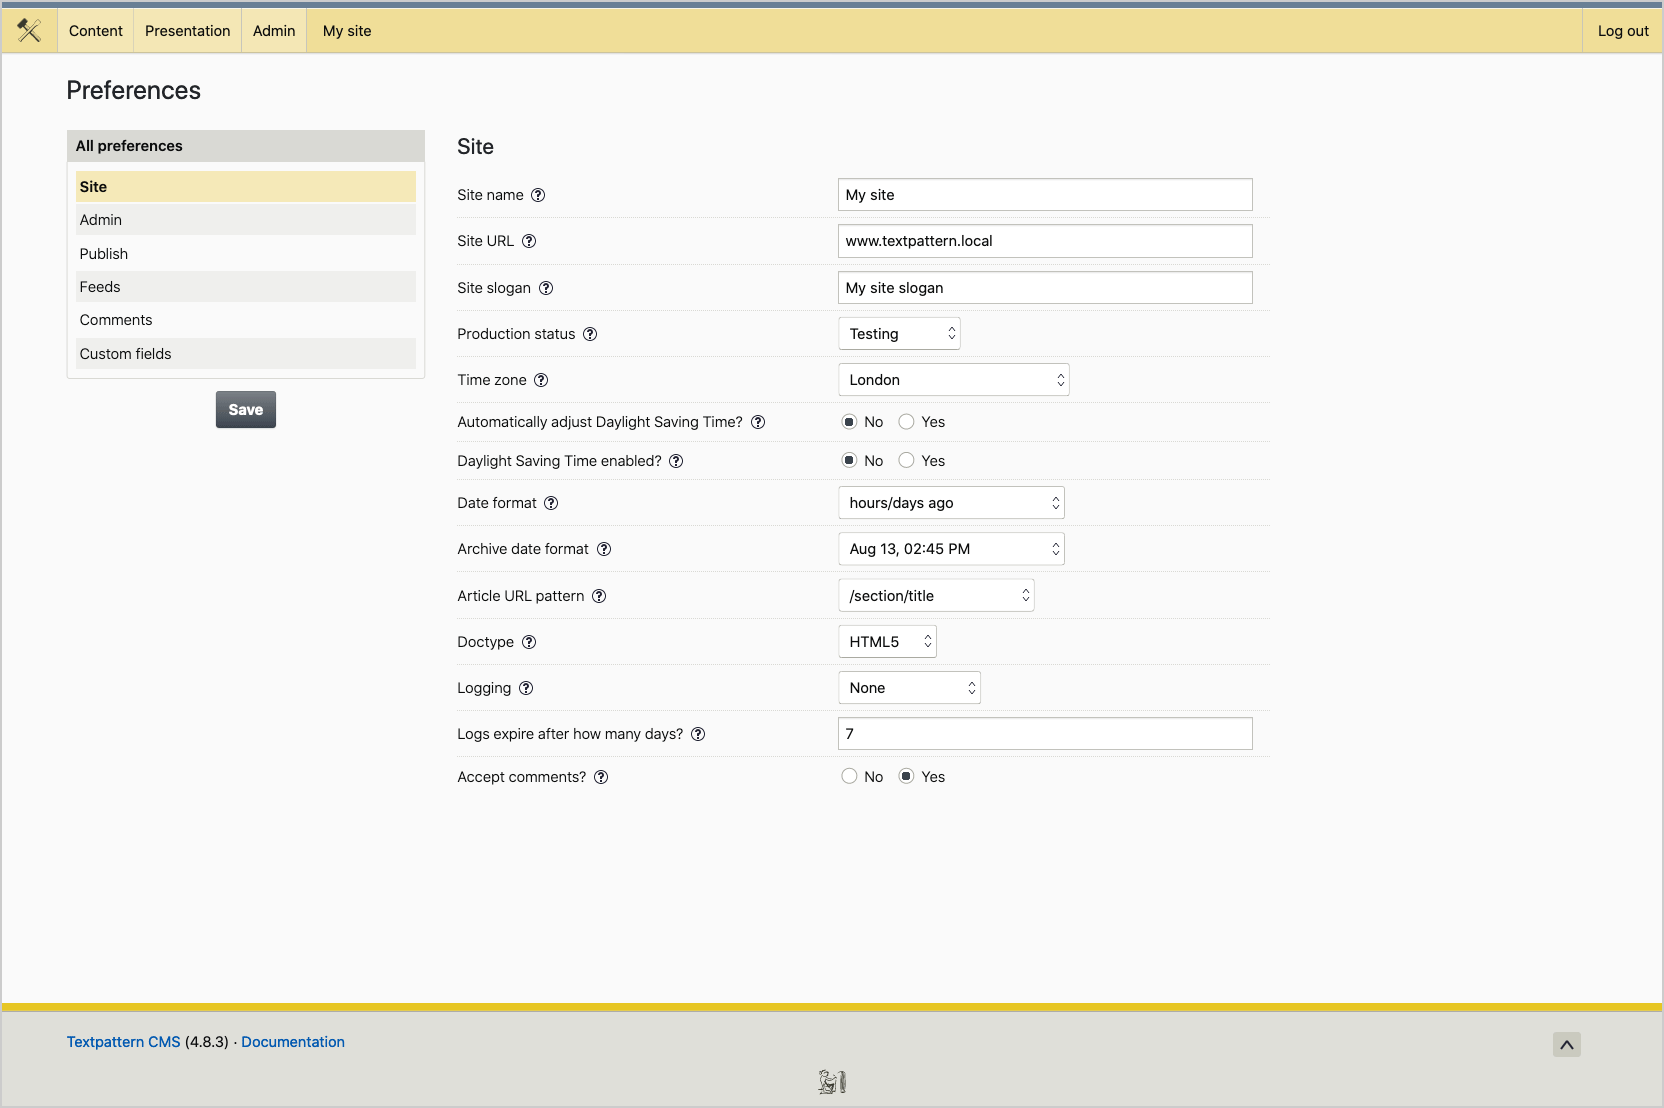 Content Presentation Admin My site Log out
Preferences
All preferences
Site
Admin
Publish
Feeds
Comments
Custom fields
Save
Site
Site name ? My site
Site URL ? www.textpattern.local
Site slogan ? My site slogan
Production status ? Testing
Time zone ? London
Automatically adjust Daylight Saving Time? ? No Yes
Daylight Saving Time enabled? ? No Yes
Date format ? hours/days ago
Archive date format ? Aug 13, 02:45 PM
Article URL pattern ? /section/title
Doctype ? HTML5
Logging ? None
Logs expire after how many days? ? 7
Accept comments? ? No Yes
Textpattern CMS (4.8.3) · Documentation